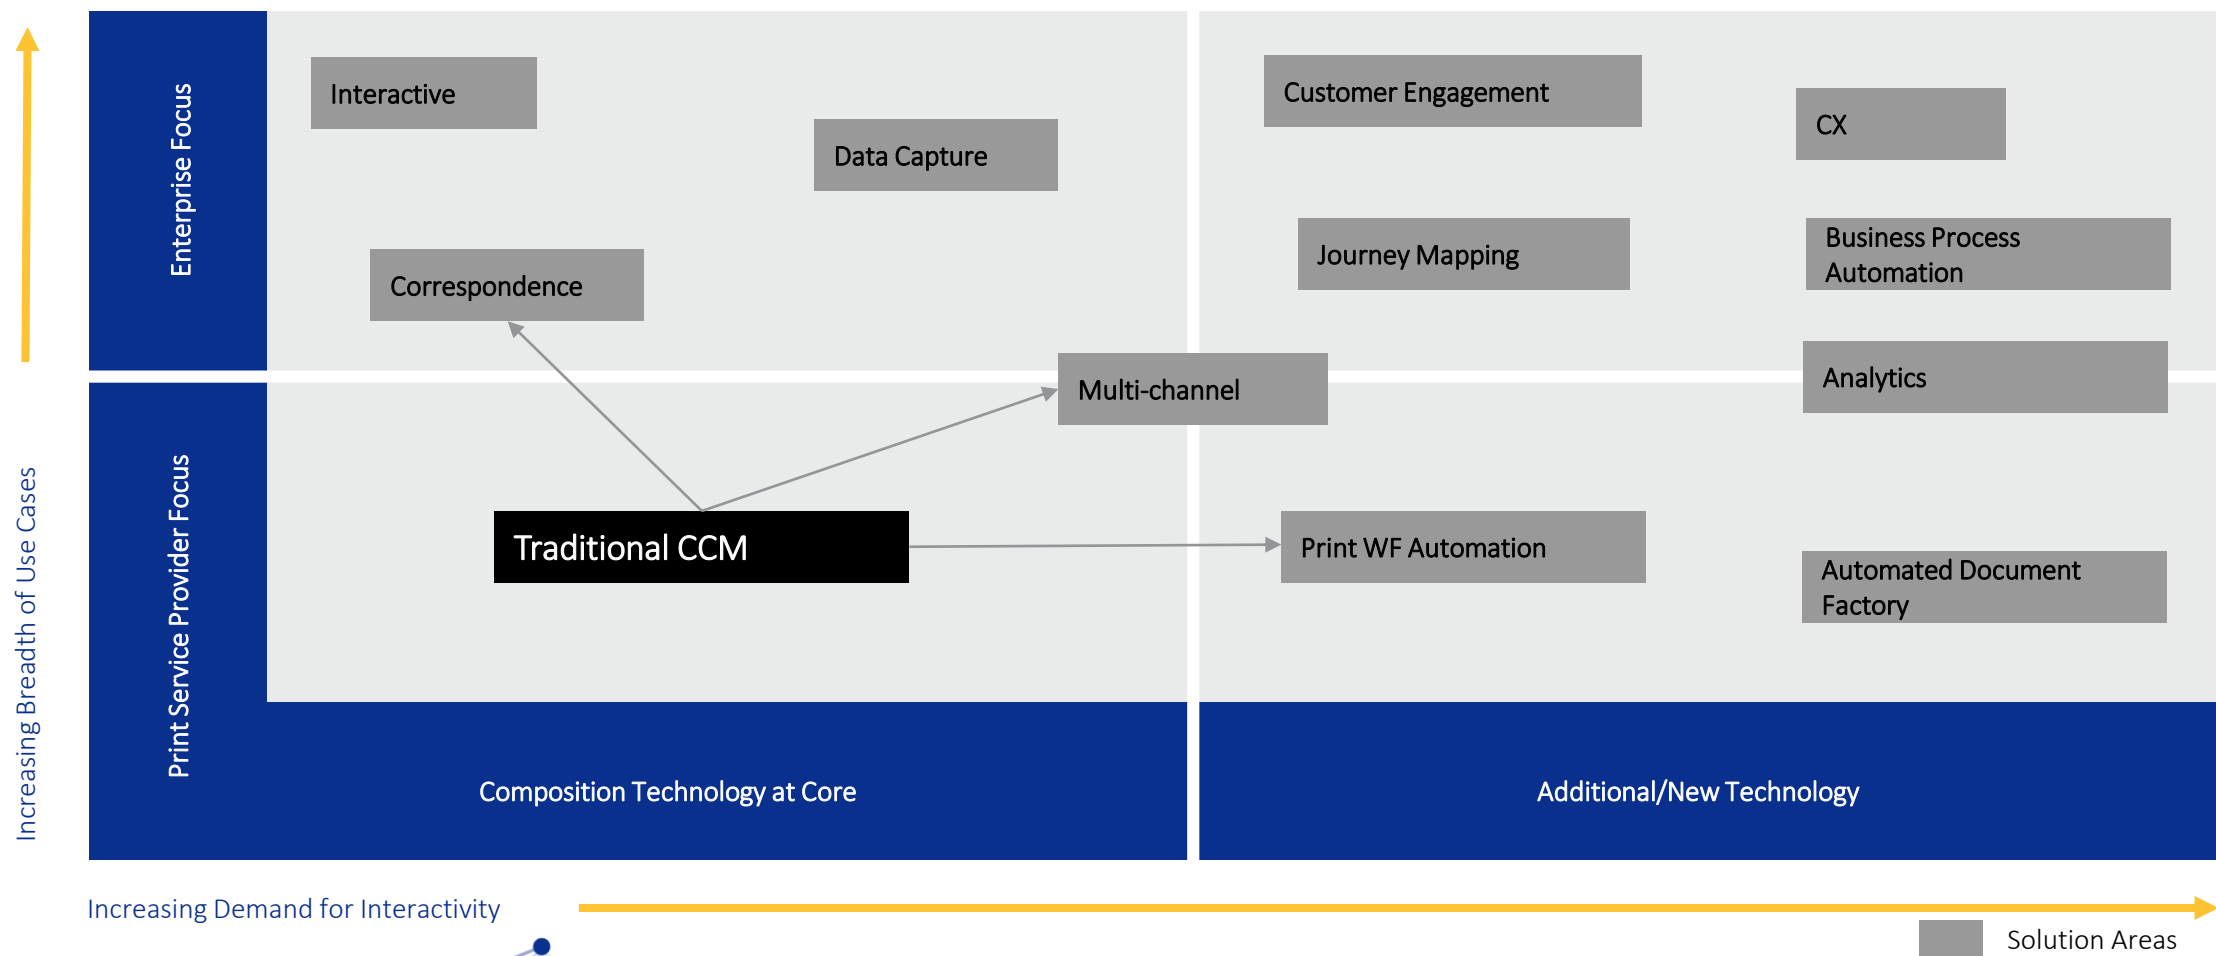 Enterprise Focus
Interactive
Data Capture
Correspondence
Customer Engagement
CX
Journey Mapping
Business Process
Automation
Multi-channel
Analytics
Increasing Breadth of Use Cases
Print Service Provider Focus
Traditional CCM
Print WF Automation
Automated Document
Factory
Composition Technology at Core
Additional/New Technology
Increasing Demand for Interactivity
Solution Areas